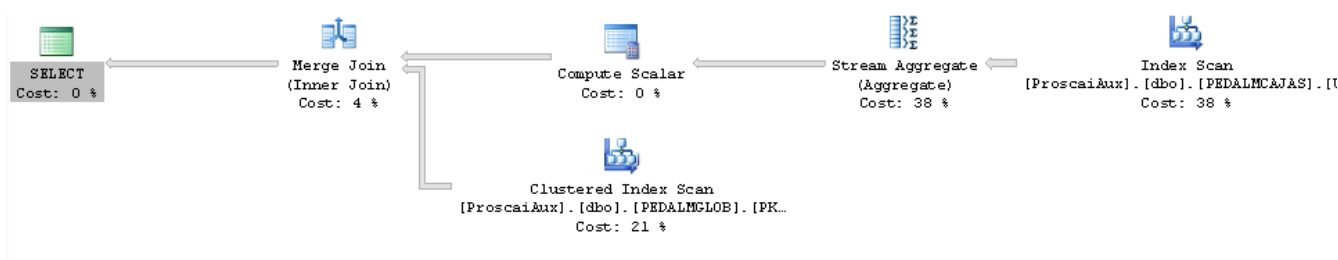 SELECT
Cost: 0 %
Merge Join
(Inner Join)
Cost: 4 %
Compute Scalar
Cost: 0 %
Stream Aggregate
(Aggregate)
Cost: 38 %
Index Scan
[ProscaiAux].[dbo].[PEDALMCAJAS].[U
Cost: 38 %
Clustered Index Scan
[ProscaiAux].[dbo].[PEDALMGLOB].[PK…
Cost: 21 %